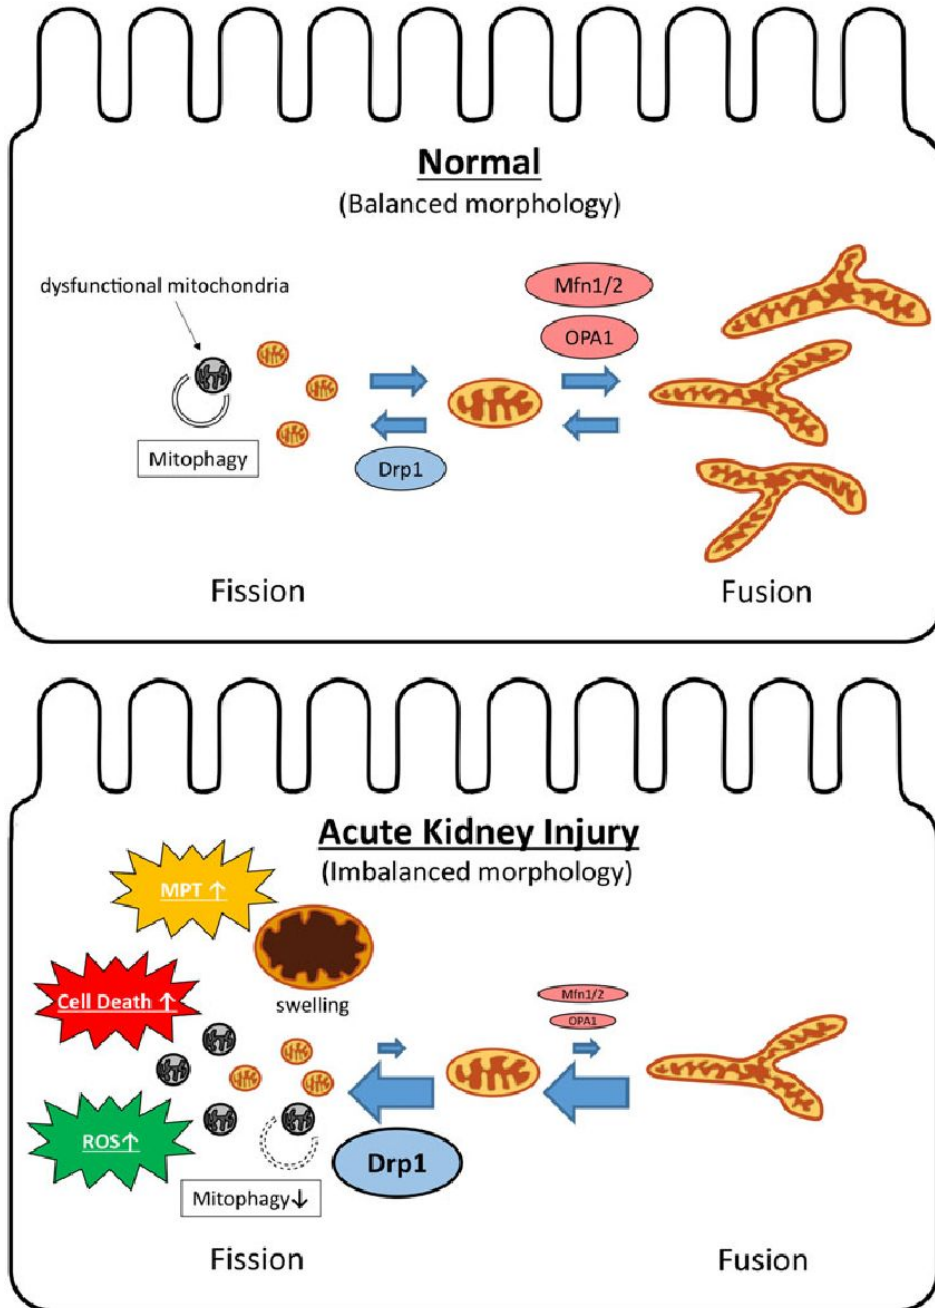 Normal
(Balanced morphology)
dysfunctional mitochondria
Mfn1/2
OPA1
Mitophagy
Drp1
Fission
Fusion
Acute Kidney Injury
(Imbalanced morphology)
MPT ↑
Cell Death ↑
swelling
Mfn1/2
OPA1
ROS↑
Drp1
Mitophagy↓
Fission
Fusion